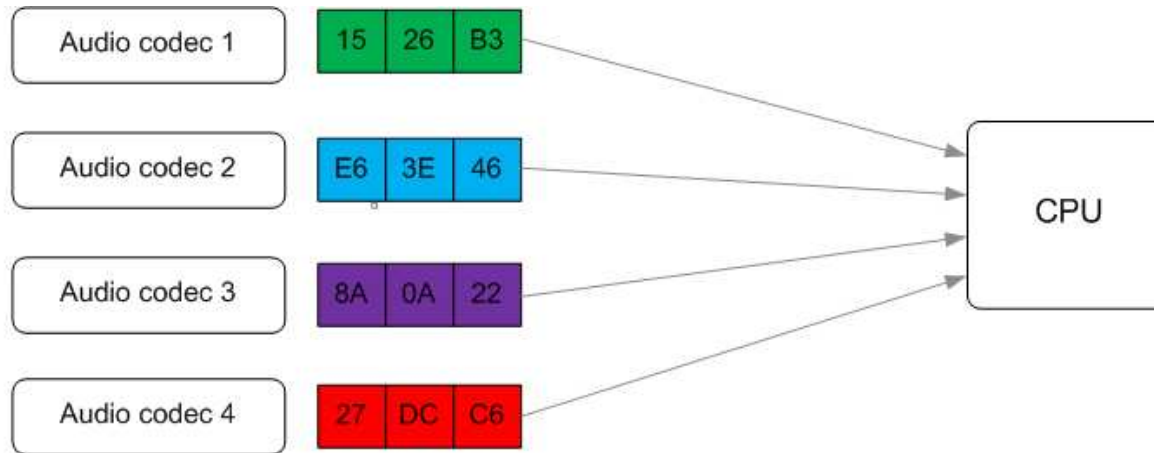 Audio codec 1 15 26 B3
Audio codec 2 E6 3E 46
CPU
Audio codec 3 8A 0A 22
Audio codec 4 27 DC C6